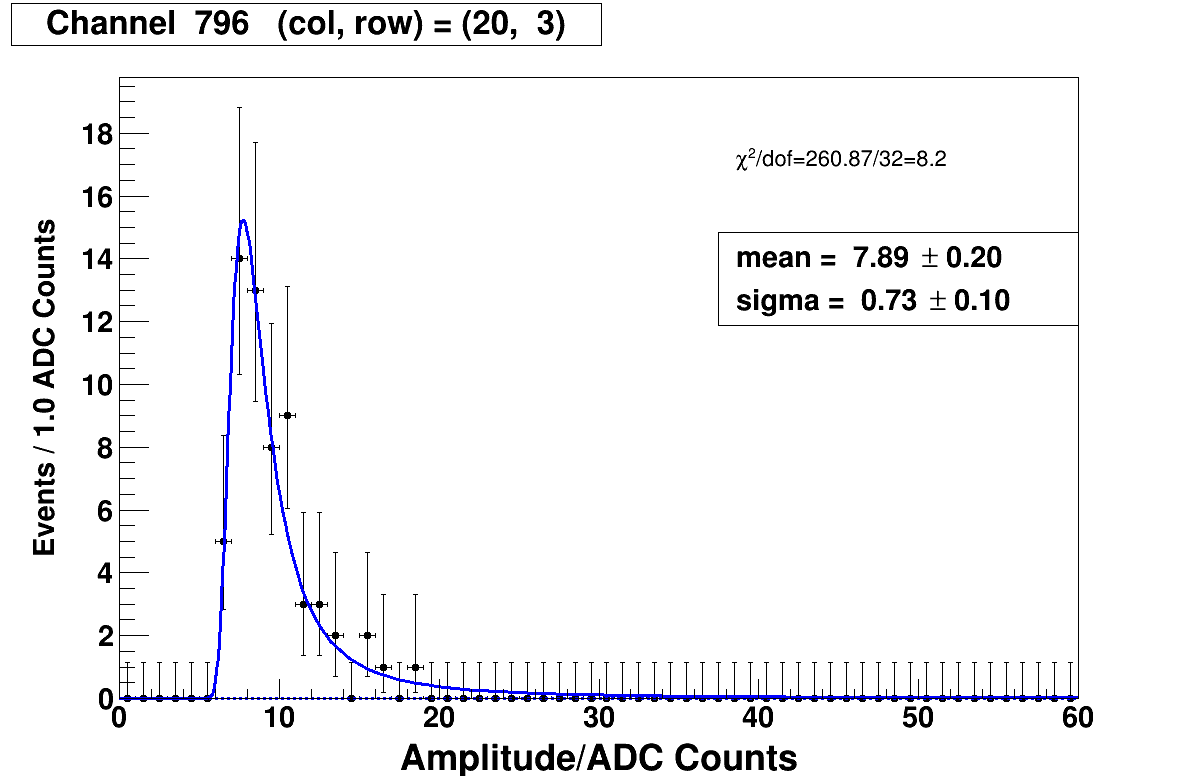 Channel 796 (col, row) = (20, 3)
χ²/dof=260.87/32=8.2
mean = 7.89 ± 0.20
sigma = 0.73 ± 0.10
Events / 1.0 ADC Counts
18
16
14
12
10
8
6
4
2
0
0 10 20 30 40 50 60
Amplitude/ADC Counts